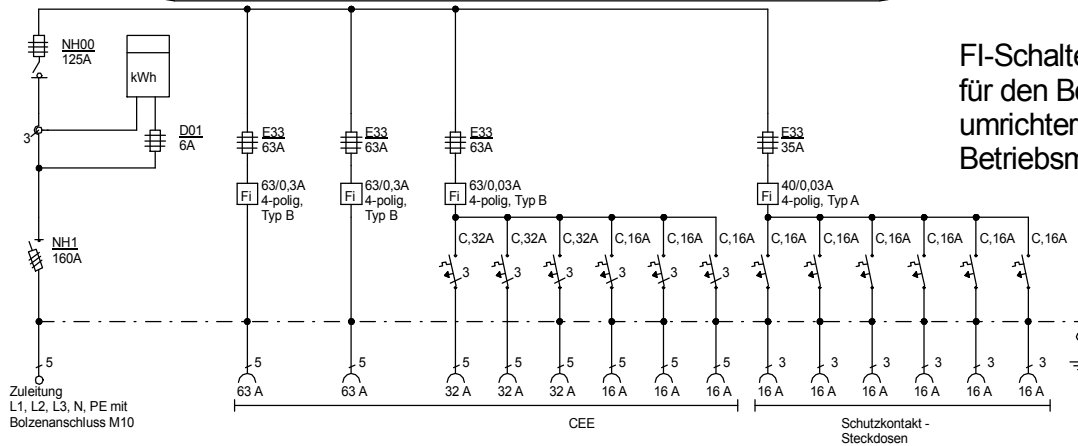 NH00
125A
kWh
3
D01
6A
NH1
160A
E33
63A
E33
63A
E33
63A
E33
35A
Fi
63/0,3A
4-polig,
Typ B
Fi
63/0,3A
4-polig,
Typ B
Fi
63/0,03A
4-polig, Typ B
Fi
40/0,03A
4-polig, Typ A
FI-Schalte
für den Be
umrichter
Betriebsm
C,32A C,32A C,32A C,16A C,16A C,16A C,16A C,16A C,16A C,16A C,16A C,16A
3 3 3 3 3 3
5 5 5 5 5 5 5 5 5 3 3 3 3 3 3
63 A 63 A 32 A 32 A 32 A 16 A 16 A 16 A 16 A 16 A 16 A 16 A 16 A 16 A
Zuleitung
L1, L2, L3, N, PE mit
Bolzenanschluss M10
CEE
Schutzkontakt -
Steckdosen